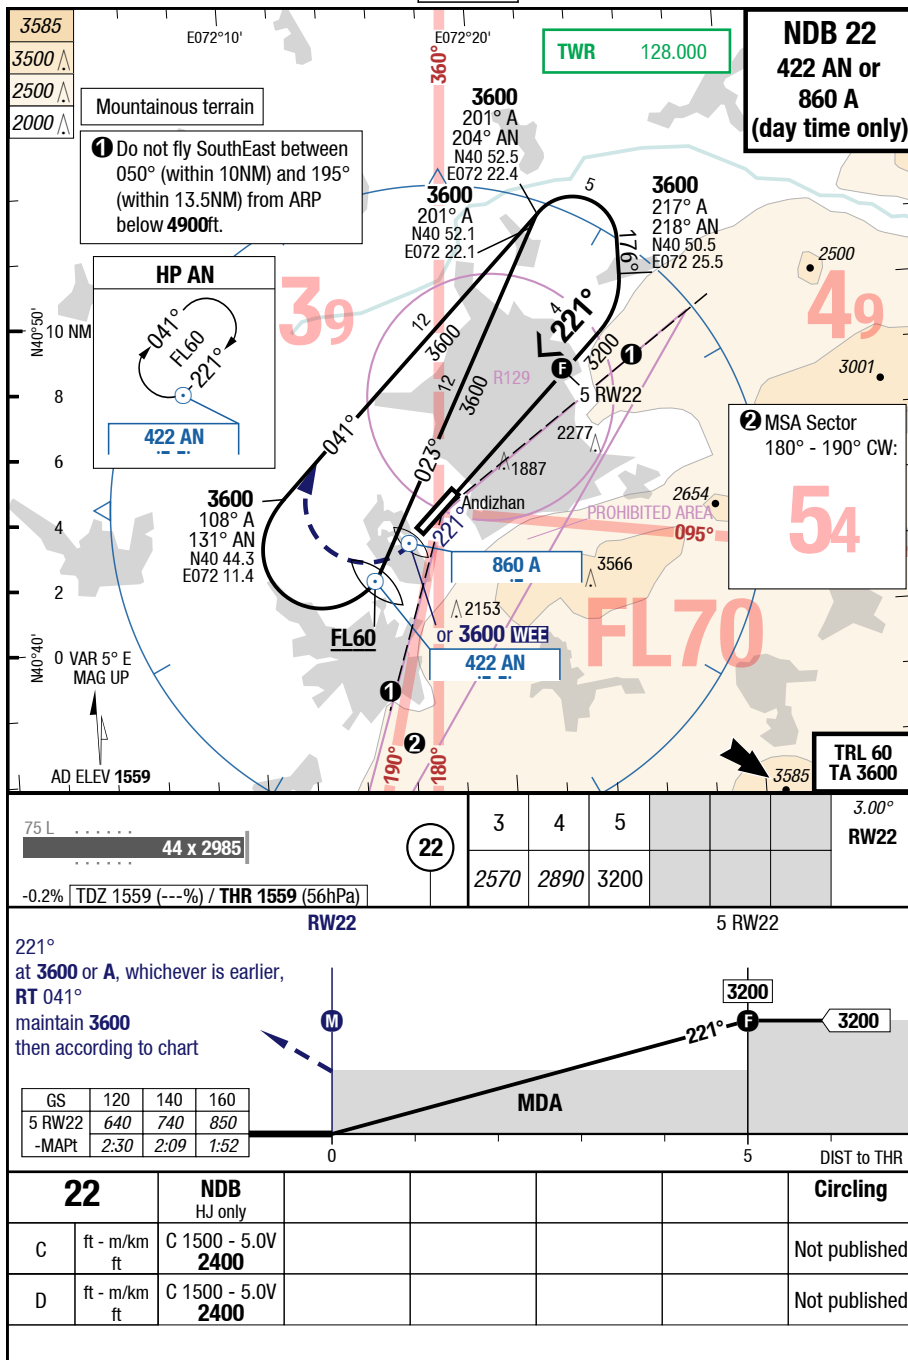 3585
3500
2500
2000
E072°10'
E072°20'
TWR 128.000
NDB 22
422 AN or
860 A
(day time only)
Mountainous terrain
1 Do not fly SouthEast between
050° (within 10NM) and 195°
(within 13.5NM) from ARP
below 4900ft.
360°
3600
201° A
204° AN
N40 52.5
E072 22.4
3600
201° A
N40 52.1
E072 22.1
5
3600
217° A
218° AN
N40 50.5
E072 25.5
176°
2500
HP AN
041°
FL60
221°
422 AN
39
49
N40°50'
10 NM
8
6
4
2
0
N40°40'
12
3600
12
3600
4
221°
3200
1
F
5 RW22
R129
3001
2 MSA Sector
180° - 190° CW:
54
041°
023°
2277
1887
Andizhan
2654
PROHIBITED AREA
095°
3600
108° A
131° AN
N40 44.3
E072 11.4
221°
860 A
3566
2153
FL60
or 3600 WEE
FL70
422 AN
VAR 5° E
MAG UP
1
2
190°
180°
AD ELEV 1559
3585
TRL 60
TA 3600
75 L
44 x 2985
22
3 4 5
2570 2890 3200
3.00°
RW22
-0.2% TDZ 1559 (---%) / THR 1559 (56hPa)
RW22
5 RW22
221°
at 3600 or A, whichever is earlier,
RT 041°
maintain 3600
then according to chart
M
3200
F
3200
221°
MDA
GS 120 140 160
5 RW22 640 740 850
-MAPt 2:30 2:09 1:52
0
5
DIST to THR
22 NDB Circling
HJ only
C ft - m/km C 1500 - 5.0V Not published
ft 2400
D ft - m/km C 1500 - 5.0V Not published
ft 2400